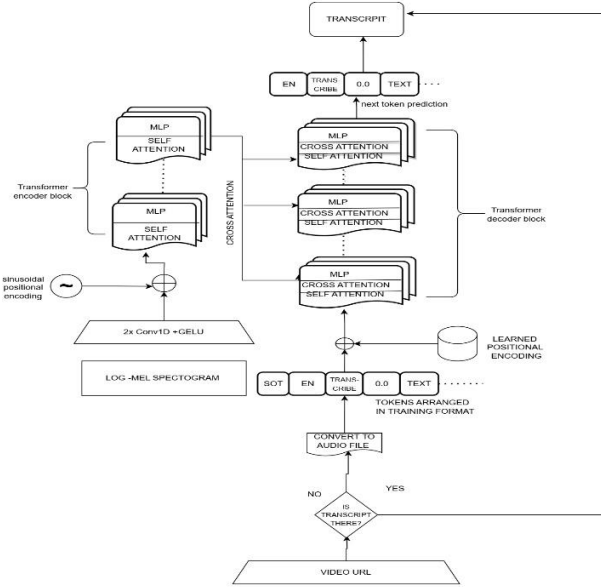 TRANSCRPIT
EN
TRANS
CRIBE
0.0
TEXT
next token prediction
MLP
SELF
ATTENTION
MLP
CROSS ATTENTION
SELF ATTENTION
Transformer
encoder block
CROSS ATTENTION
MLP
SELF
ATTENTION
MLP
CROSS ATTENTION
SELF ATTENTION
Transformer
decoder block
sinusoidal
positional
encoding
~
MLP
CROSS ATTENTION
SELF ATTENTION
2x Conv1D +GELU
LEARNED
POSITIONAL
ENCODING
LOG -MEL SPECTOGRAM
SOT
EN
TRANS-
CRIBE
0.0
TEXT
TOKENS ARRANGED
IN TRAINING FORMAT
CONVERT TO
AUDIO FILE
NO
YES
IS
TRANSCRIPT
THERE?
VIDEO URL